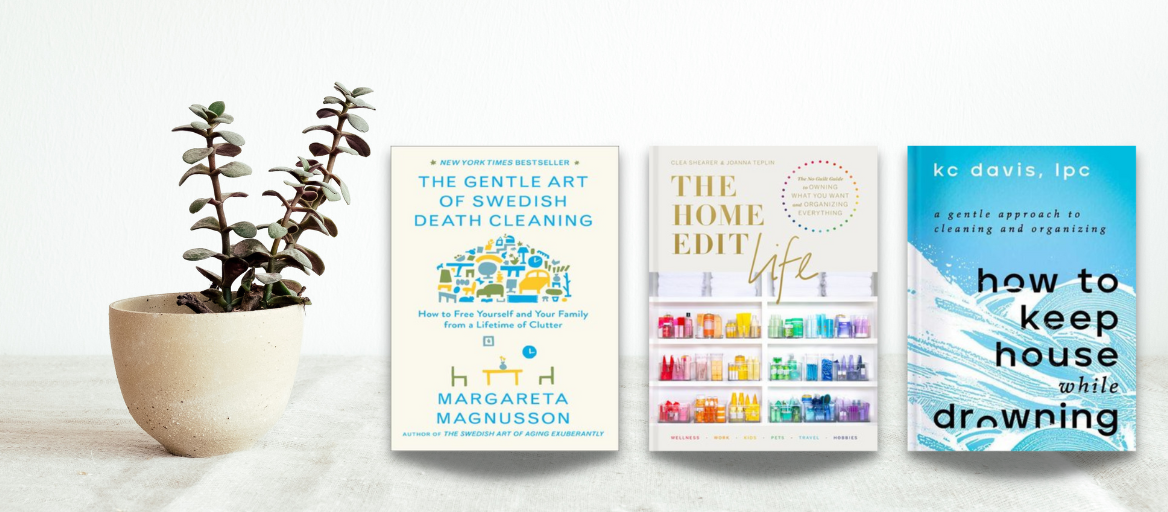 NEW YORK TIMES BESTSELLER
THE GENTLE ART
OF SWEDISH
DEATH CLEANING
How to Free Yourself and Your Family
from a Lifetime of Clutter
MARGARETA
MAGNUSSON
AUTHOR OF THE SWEDISH ART OF AGING EXUBERANTLY
CLEA SHEARER & JOANNA TEPLIN
THE
HOME
EDIT
life
The No-Guilt Guide
to OWNING
WHAT YOU WANT
and ORGANIZING
EVERYTHING
WELLNESS · WORK · KIDS · PETS · TRAVEL · HOBBIES
kc davis, lpc
a gentle approach to
cleaning and organizing
how to
keep
house
while
drowning